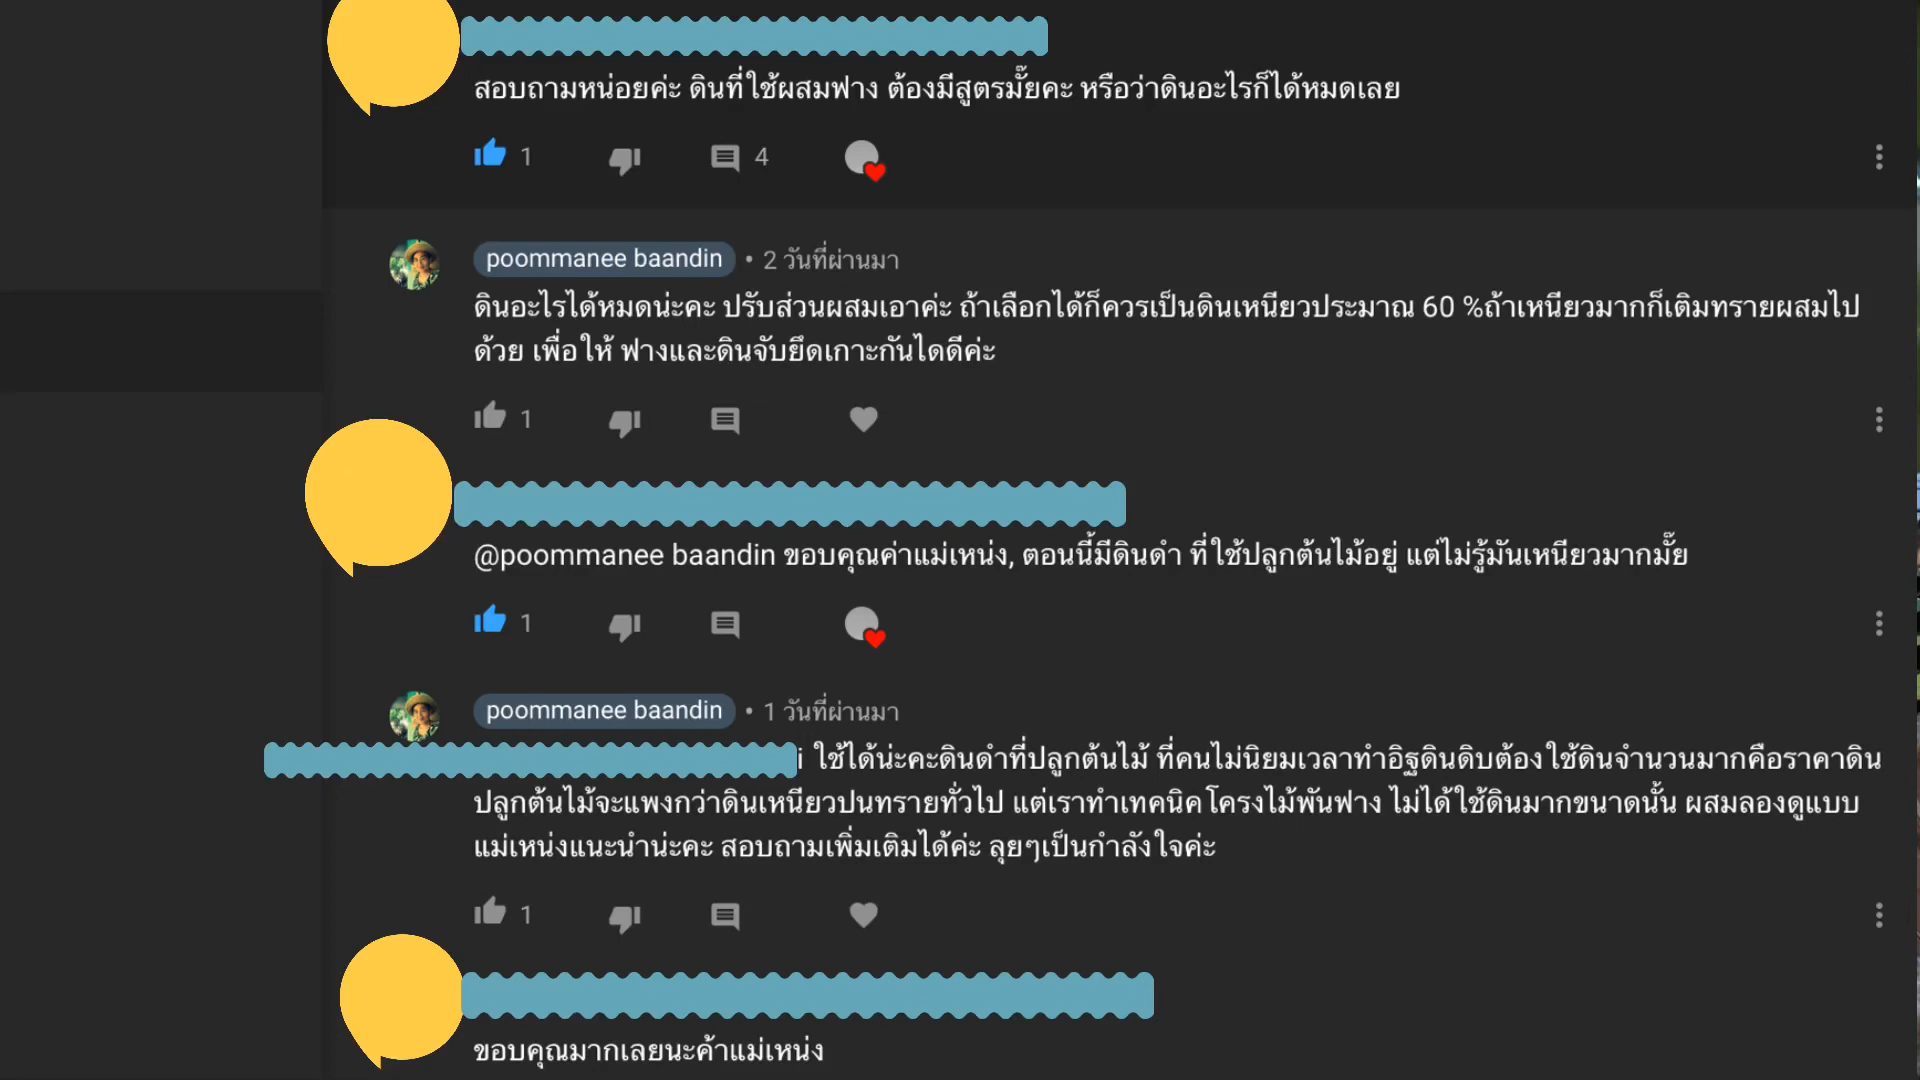 สอบถามหน่อยค่ะ ดินที่ใช้ผสมฟาง ต้องมีสูตรมั๊ยคะ หรือว่าดินอะไรก็ได้หมดเลย
1
4
poommanee baandin • 2 วันที่ผ่านมา
ดินอะไรได้หมดน่ะคะ ปรับส่วนผสมเอาค่ะ ถ้าเลือกได้ก็ควรเป็นดินเหนียวประมาณ 60 %ถ้าเหนียวมากก็เติมทรายผสมไป
ด้วย เพื่อให้ ฟางและดินจับยึดเกาะกันไดดีค่ะ
1
@poommanee baandin ขอบคุณค่าแม่เหน่ง, ตอนนี้มีดินดำ ที่ใช้ปลูกต้นไม้อยู่ แต่ไม่รู้มันเหนียวมากมั๊ย
1
poommanee baandin • 1 วันที่ผ่านมา
i ใช้ได้น่ะคะดินดำที่ปลูกต้นไม้ ที่คนไม่นิยมเวลาทำอิฐดินดิบต้องใช้ดินจำนวนมากคือราคาดิน
ปลูกต้นไม้จะแพงกว่าดินเหนียวปนทรายทั่วไป แต่เราทำเทคนิคโครงไม้พันฟาง ไม่ได้ใช้ดินมากขนาดนั้น ผสมลองดูแบบ
แม่เหน่งแนะนำน่ะคะ สอบถามเพิ่มเติมได้ค่ะ ลุยๆเป็นกำลังใจค่ะ
1
ขอบคุณมากเลยนะค้าแม่เหน่ง